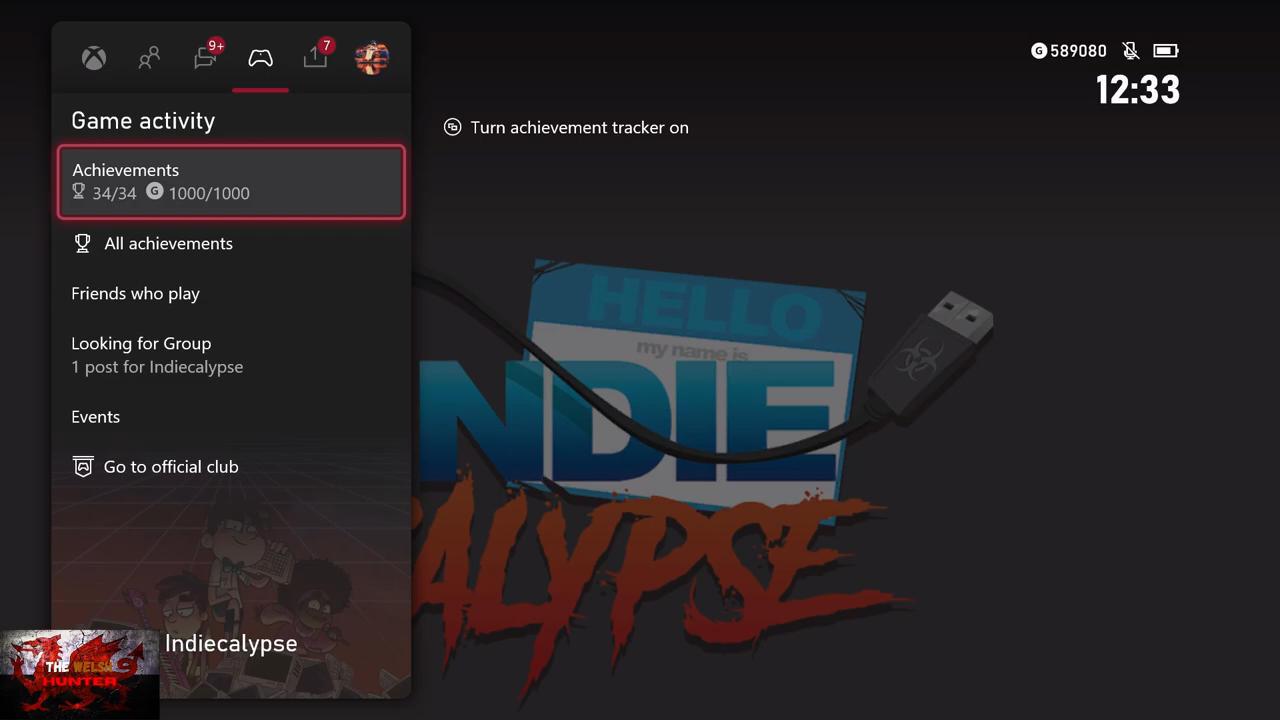 9+
7
589080
12:33
Game activity
Turn achievement tracker on
Achievements
34/34 G 1000/1000
All achievements
Friends who play
Looking for Group
1 post for Indiecalypse
Events
Go to official club
HELLO
my name is
NDIE
CALYPSE
Indiecalypse
THE WELSH
HUNTER